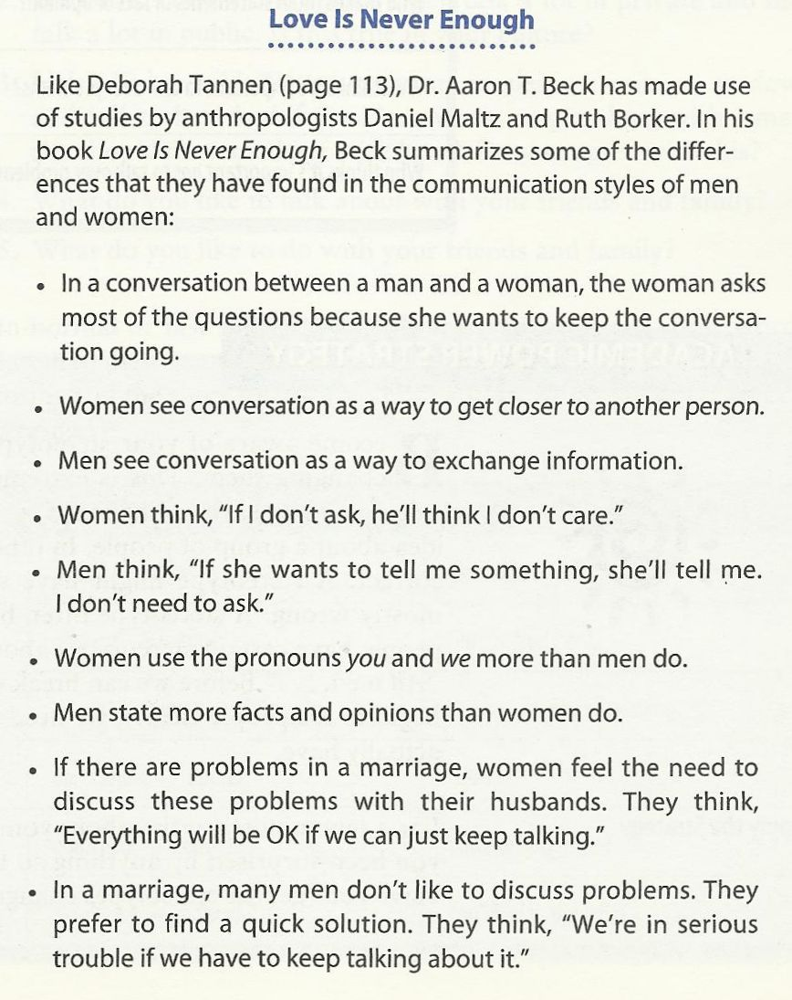 Love Is Never Enough
Like Deborah Tannen (page 113), Dr. Aaron T. Beck has made use
of studies by anthropologists Daniel Maltz and Ruth Borker. In his
book Love Is Never Enough, Beck summarizes some of the differ-
ences that they have found in the communication styles of men
and women:
• In a conversation between a man and a woman, the woman asks
most of the questions because she wants to keep the conversa-
tion going.
• Women see conversation as a way to get closer to another person.
• Men see conversation as a way to exchange information.
• Women think, “If I don’t ask, he’ll think I don’t care.”
• Men think, “If she wants to tell me something, she’ll tell me.
I don’t need to ask.”
• Women use the pronouns you and we more than men do.
• Men state more facts and opinions than women do.
• If there are problems in a marriage, women feel the need to
discuss these problems with their husbands. They think,
“Everything will be OK if we can just keep talking.”
• In a marriage, many men don’t like to discuss problems. They
prefer to find a quick solution. They think, “We’re in serious
trouble if we have to keep talking about it.”